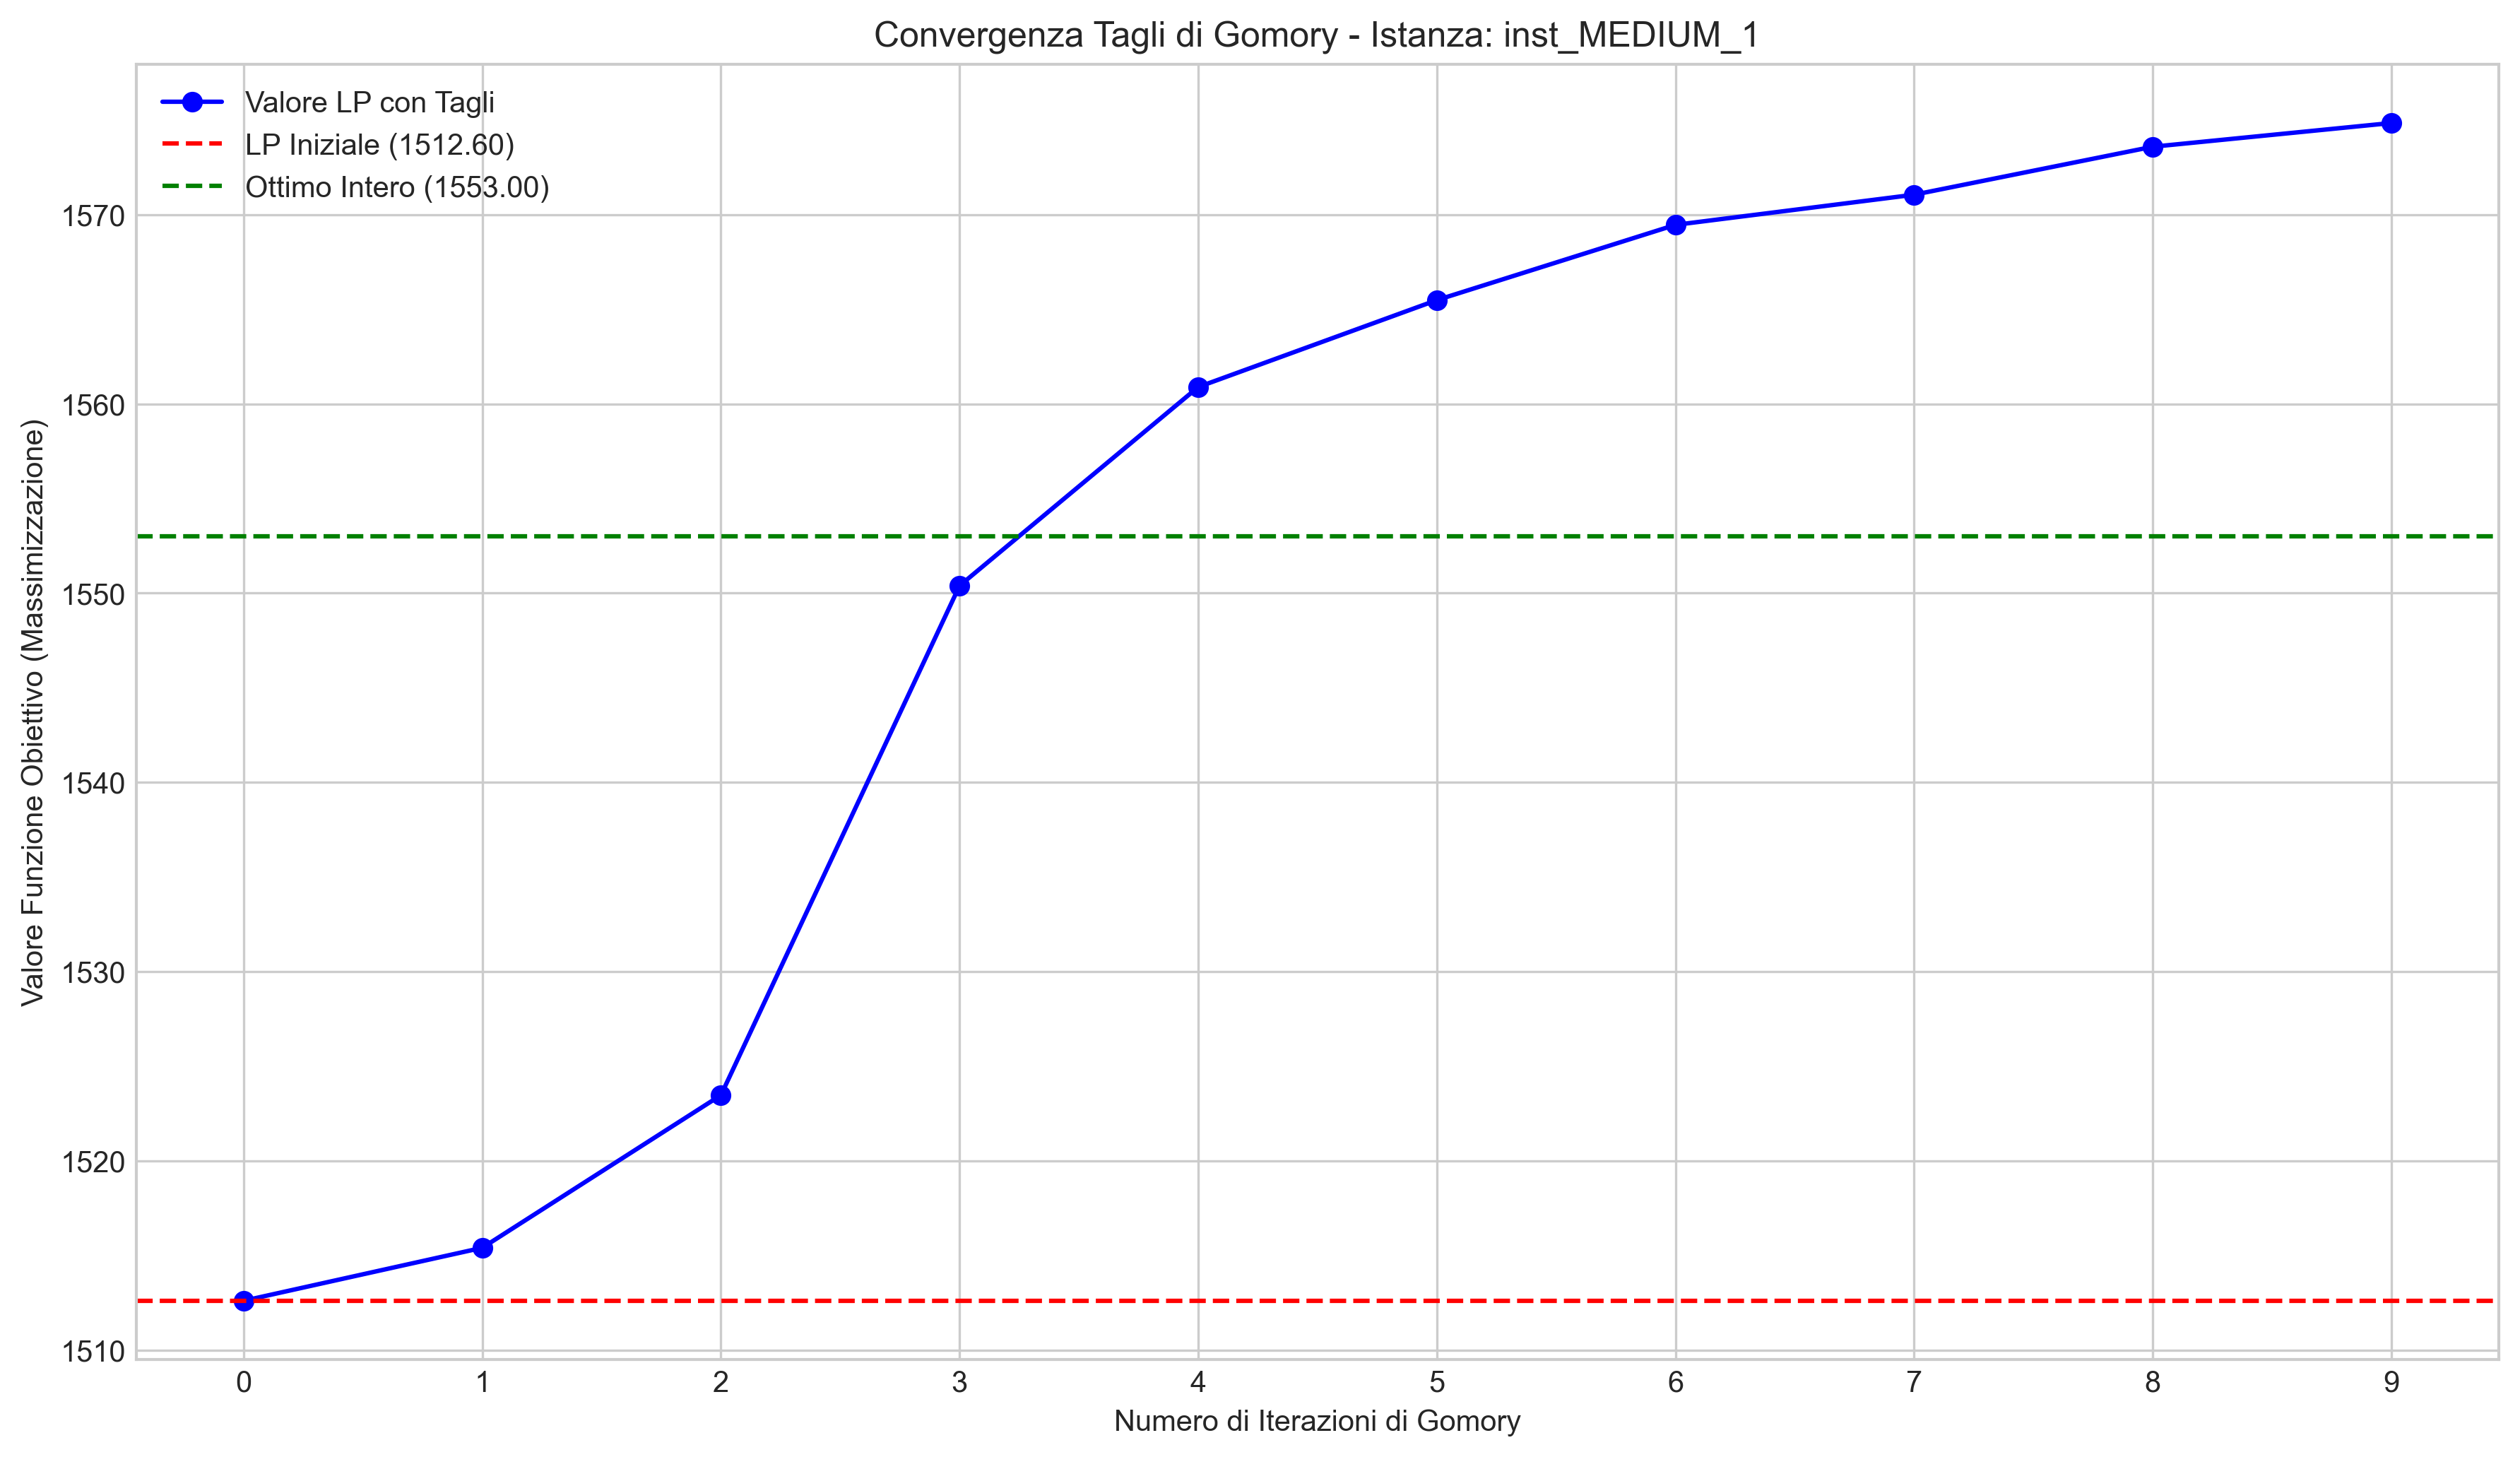 Convergenza Tagli di Gomory - Istanza: inst_MEDIUM_1
Valore LP con Tagli
LP Iniziale (1512.60)
Ottimo Intero (1553.00)
Valore Funzione Obiettivo (Massimizzazione)
1570
1560
1550
1540
1530
1520
1510
0 1 2 3 4 5 6 7 8 9
Numero di Iterazioni di Gomory